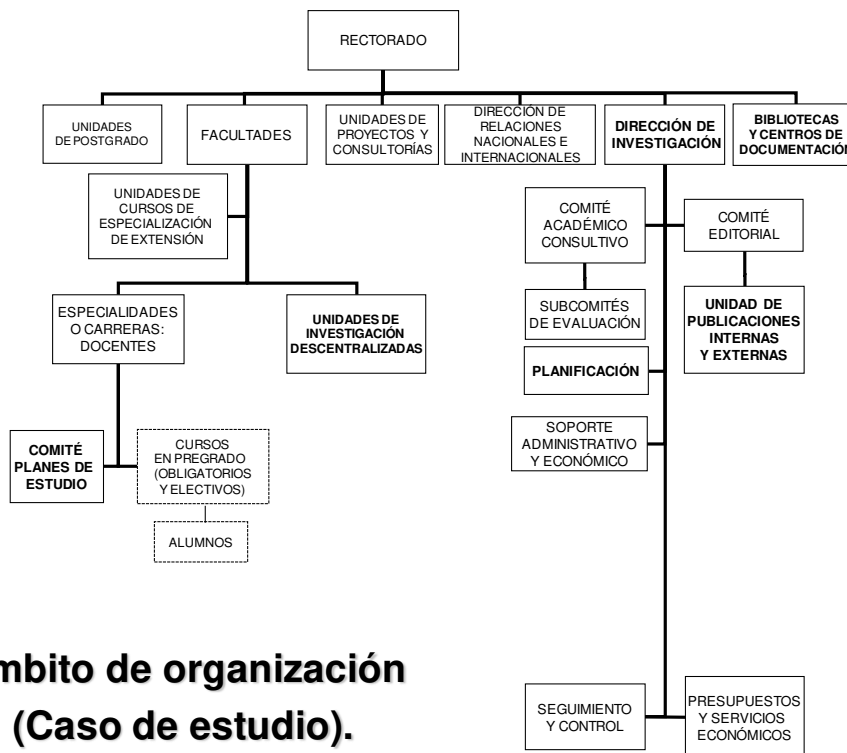 RECTORADO
UNIDADES
DE POSTGRADO
FACULTADES
UNIDADES DE
PROYECTOS Y
CONSULTORÍAS
DIRECCIÓN DE
RELACIONES
NACIONALES E
INTERNACIONALES
DIRECCIÓN DE
INVESTIGACIÓN
BIBLIOTECAS
Y CENTROS DE
DOCUMENTACIÓN
UNIDADES DE
CURSOS DE
ESPECIALIZACIÓN
DE EXTENSIÓN
COMITÉ
ACADÉMICO
CONSULTIVO
COMITÉ
EDITORIAL
ESPECIALIDADES
O CARRERAS:
DOCENTES
UNIDADES DE
INVESTIGACIÓN
DESCENTRALIZADAS
SUBCOMITÉS
DE EVALUACIÓN
UNIDAD DE
PUBLICACIONES
INTERNAS
Y EXTERNAS
PLANIFICACIÓN
COMITÉ
PLANES DE
ESTUDIO
CURSOS
EN PREGRADO
(OBLIGATORIOS
Y ELECTIVOS)
SOPORTE
ADMINISTRATIVO
Y ECONÓMICO
ALUMNOS
mbito de organización
(Caso de estudio).
SEGUIMIENTO
Y CONTROL
PRESUPUESTOS
Y SERVICIOS
ECONÓMICOS